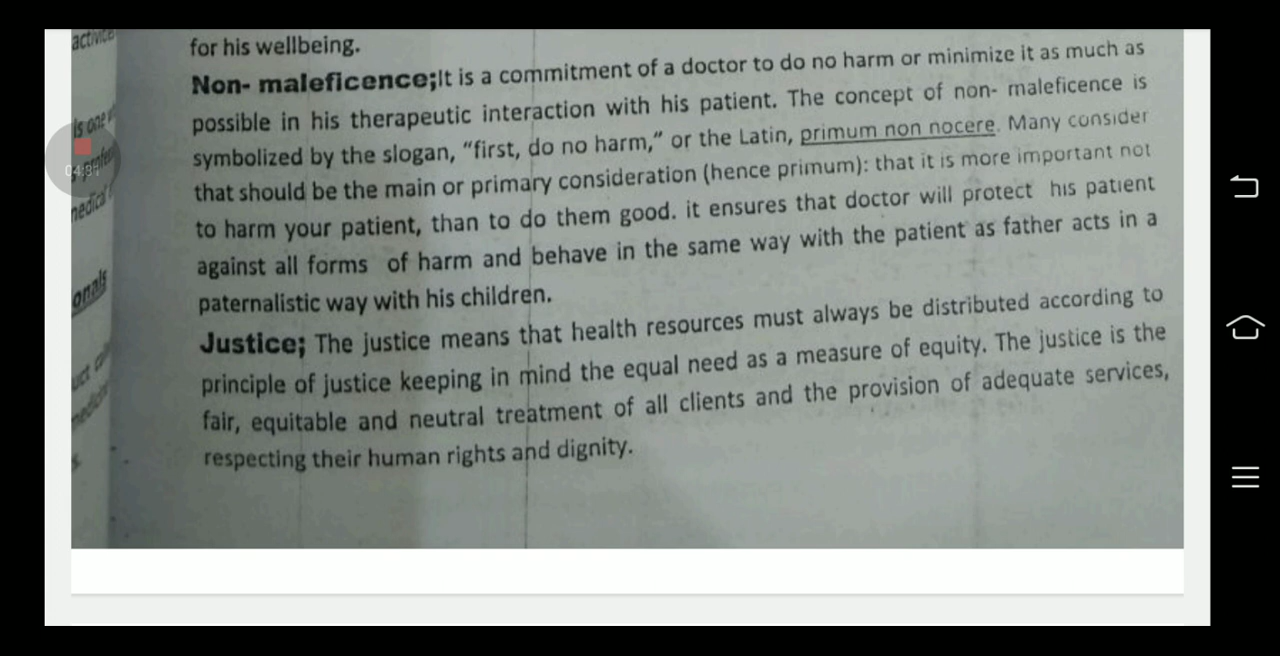 activites
for his wellbeing.
Non- maleficence;It is a commitment of a doctor to do no harm or minimize it as much as
possible in his therapeutic interaction with his patient. The concept of non- maleficence is
symbolized by the slogan, “first, do no harm,” or the Latin, primum non nocere. Many consider
that should be the main or primary consideration (hence primum): that it is more important not
to harm your patient, than to do them good. it ensures that doctor will protect his patient
against all forms of harm and behave in the same way with the patient as father acts in a
paternalistic way with his children.
Justice; The justice means that health resources must always be distributed according to
principle of justice keeping in mind the equal need as a measure of equity. The justice is the
fair, equitable and neutral treatment of all clients and the provision of adequate services,
respecting their human rights and dignity.
is one
medical
onals